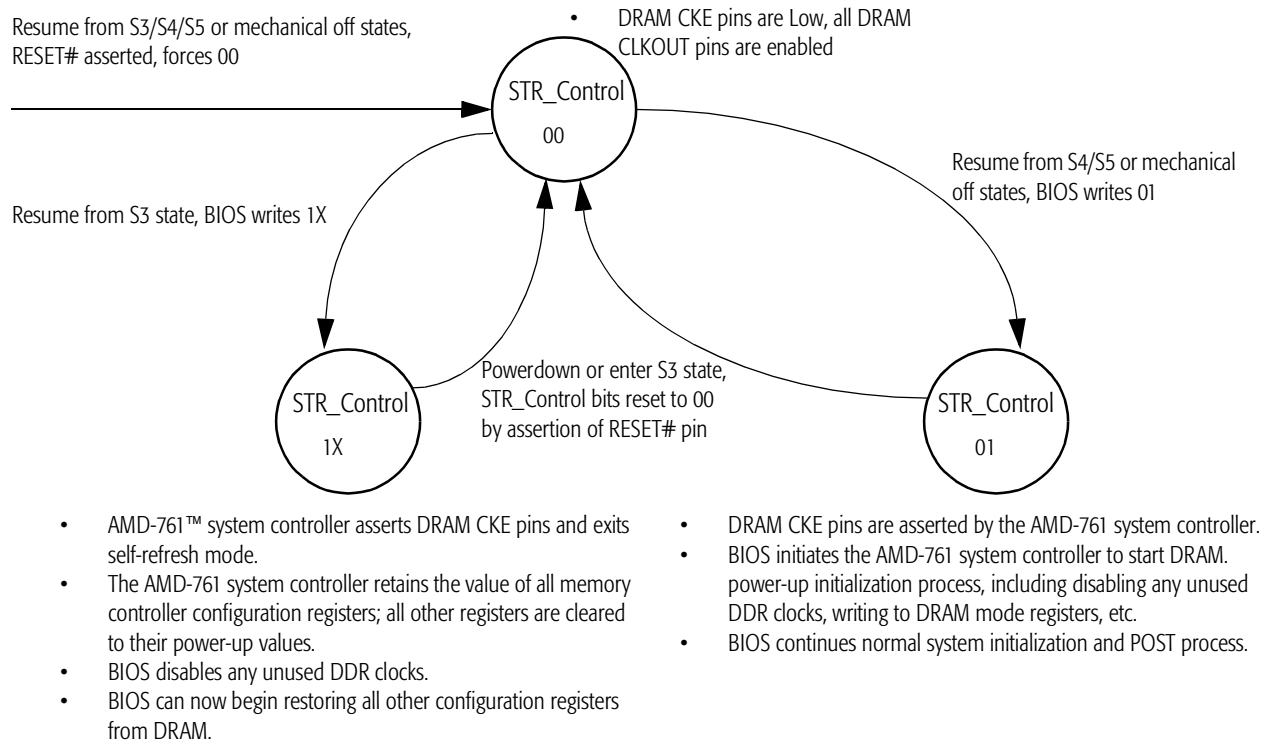 Resume from S3/S4/S5 or mechanical off states,
RESET# asserted, forces 00
• DRAM CKE pins are Low, all DRAM
CLKOUT pins are enabled
STR_Control
00
Resume from S4/S5 or mechanical
off states, BIOS writes 01
Resume from S3 state, BIOS writes 1X
Powerdown or enter S3 state,
STR_Control bits reset to 00
by assertion of RESET# pin
STR_Control
1X
STR_Control
01
• AMD-761™ system controller asserts DRAM CKE pins and exits
self-refresh mode.
• The AMD-761 system controller retains the value of all memory
controller configuration registers; all other registers are cleared
to their power-up values.
• BIOS disables any unused DDR clocks.
• BIOS can now begin restoring all other configuration registers
from DRAM.
• DRAM CKE pins are asserted by the AMD-761 system controller.
• BIOS initiates the AMD-761 system controller to start DRAM.
power-up initialization process, including disabling any unused
DDR clocks, writing to DRAM mode registers, etc.
• BIOS continues normal system initialization and POST process.